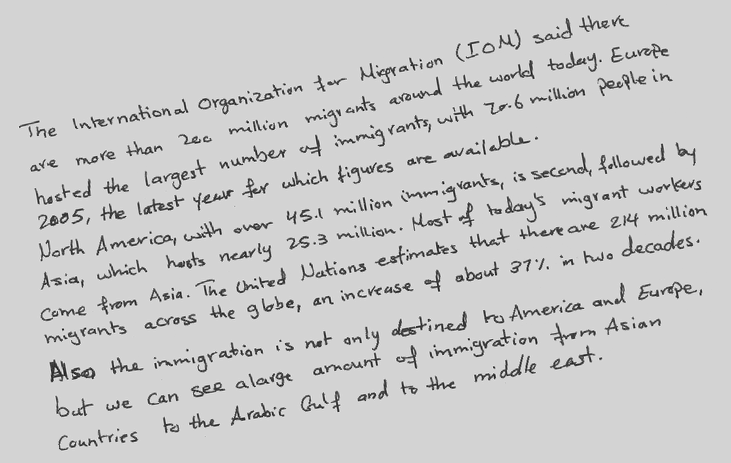 The International Organization for Migration (IOM) said there
are more than 200 million migrants around the world today. Europe
hosted the largest number of immigrants, with 70.6 million people in
2005, the latest year for which figures are available.
North America, with over 45.1 million immigrants, is second, followed by
Asia, which hosts nearly 25.3 million. Most of today's migrant workers
come from Asia. The United Nations estimates that there are 214 million
migrants across the globe, an increase of about 37% in two decades.
Also the immigration is not only destined to America and Europe,
but we can see alarge amount of immigration from Asian
Countries to the Arabic Gulf and to the middle east.